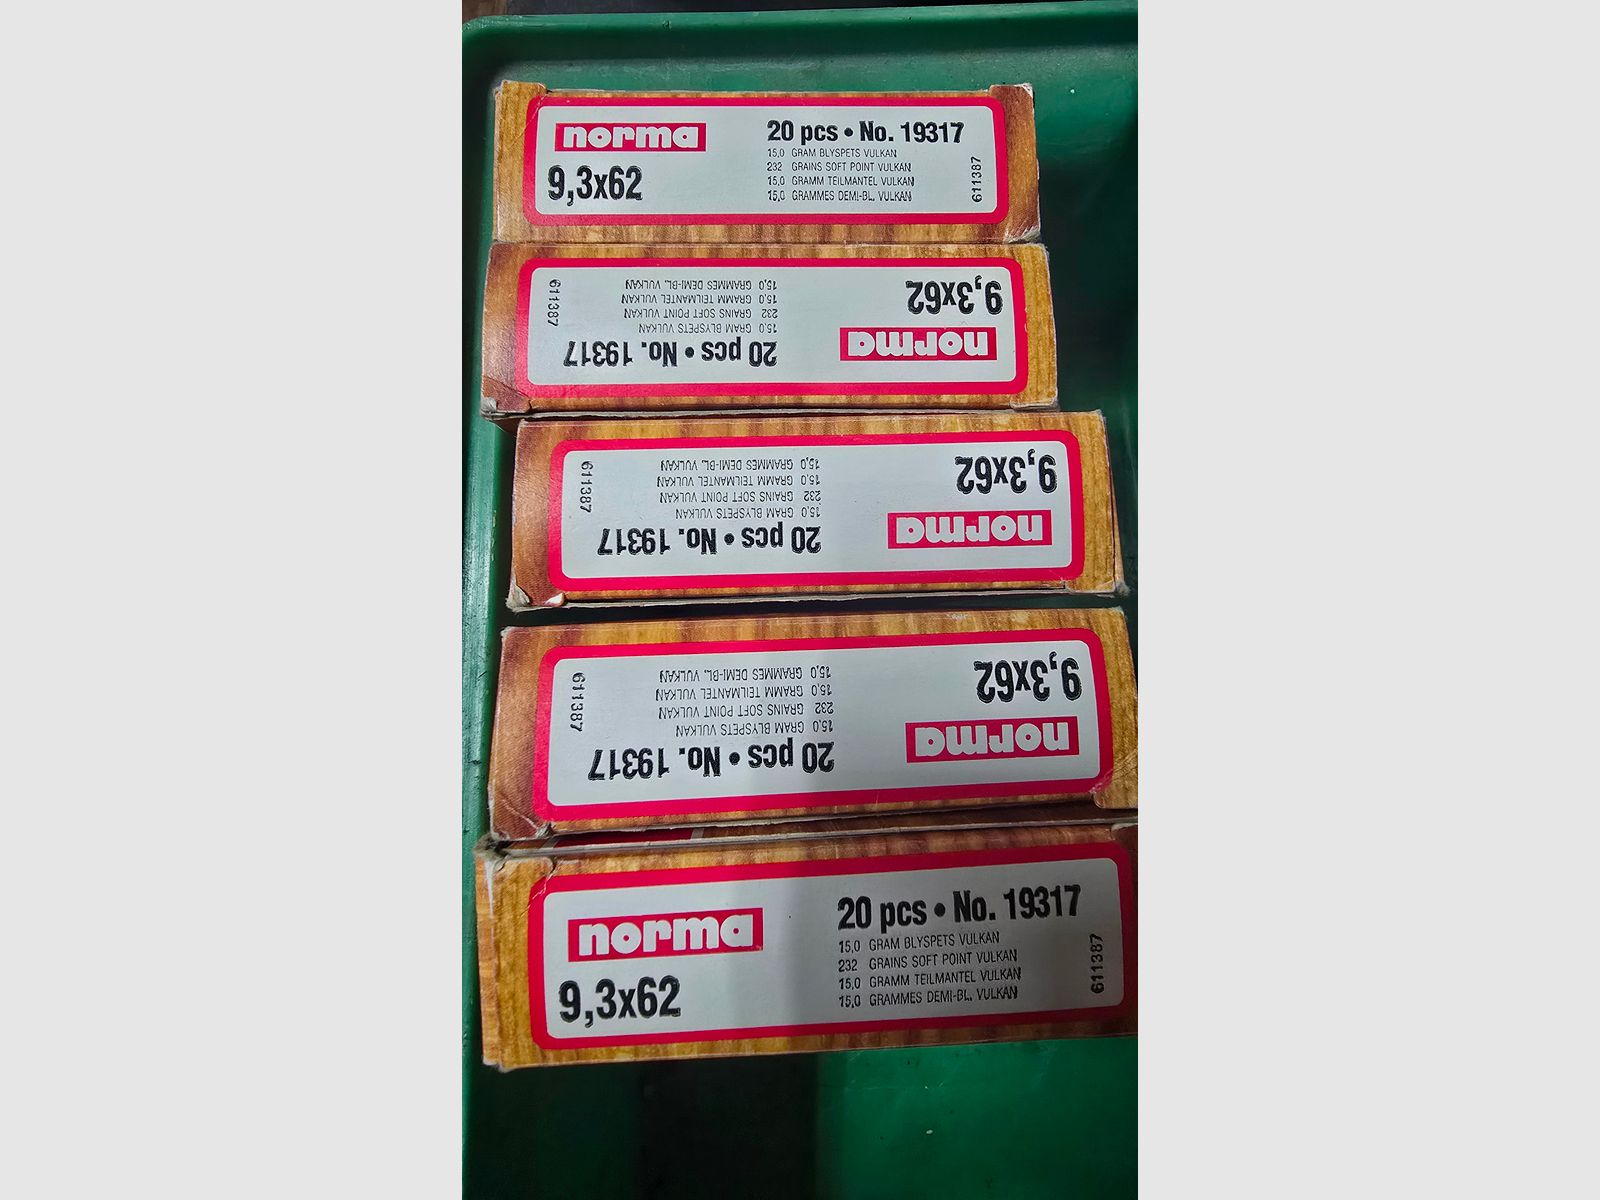 norma
9,3x62
20 pcs • No. 19317
15,0 GRAM BLYSPETS VULKAN
232 GRAINS SOFT POINT VULKAN
15,0 GRAMM TEILMANTEL VULKAN
15,0 GRAMMES DEMI-BL. VULKAN
611387
norma
9,3x62
20 pcs • No. 19317
15,0 GRAM BLYSPETS VULKAN
232 GRAINS SOFT POINT VULKAN
15,0 GRAMM TEILMANTEL VULKAN
15,0 GRAMMES DEMI-BL. VULKAN
611387
norma
9,3x62
20 pcs • No. 19317
15,0 GRAM BLYSPETS VULKAN
232 GRAINS SOFT POINT VULKAN
15,0 GRAMM TEILMANTEL VULKAN
15,0 GRAMMES DEMI-BL. VULKAN
611387
norma
9,3x62
20 pcs • No. 19317
15,0 GRAM BLYSPETS VULKAN
232 GRAINS SOFT POINT VULKAN
15,0 GRAMM TEILMANTEL VULKAN
15,0 GRAMMES DEMI-BL. VULKAN
611387
norma
9,3x62
20 pcs • No. 19317
15,0 GRAM BLYSPETS VULKAN
232 GRAINS SOFT POINT VULKAN
15,0 GRAMM TEILMANTEL VULKAN
15,0 GRAMMES DEMI-BL. VULKAN
611387